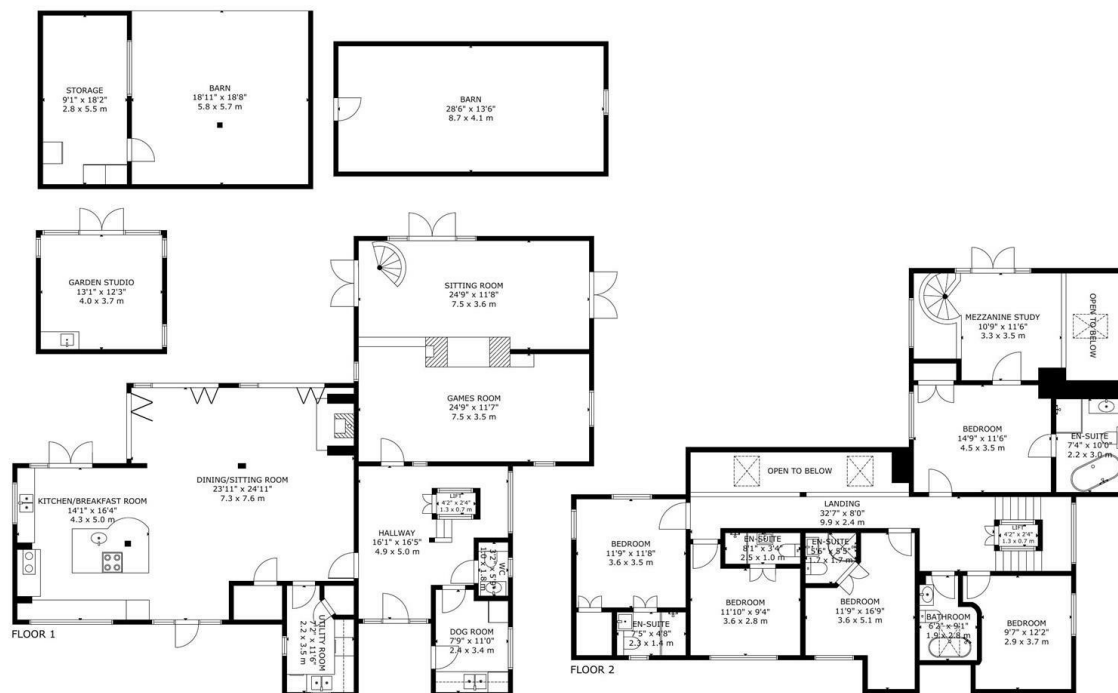 STORAGE
9'1" x 18'2"
2.8 x 5.5 m
BARN
18'11" x 18'8"
5.8 x 5.7 m
BARN
28'6" x 13'6"
8.7 x 4.1 m
GARDEN STUDIO
13'1" x 12'3"
4.0 x 3.7 m
SITTING ROOM
24'9" x 11'8"
7.5 x 3.6 m
GAMES ROOM
24'9" x 11'7"
7.5 x 3.5 m
KITCHEN/BREAKFAST ROOM
14'1" x 16'4"
4.3 x 5.0 m
DINING/SITTING ROOM
23'11" x 24'11"
7.3 x 7.6 m
HALLWAY
16'1" x 16'5"
4.9 x 5.0 m
LIFT
4'2" x 2'4"
1.3 x 0.7 m
WC
UTILITY ROOM
7'2" x 11'6"
2.2 x 3.5 m
DOG ROOM
7'9" x 11'0"
2.4 x 3.4 m
FLOOR 1
MEZZANINE STUDY
10'9" x 11'6"
3.3 x 3.5 m
OPEN TO BELOW
BEDROOM
14'9" x 11'6"
4.5 x 3.5 m
EN-SUITE
7'4" x 10'0"
2.2 x 3.0 m
OPEN TO BELOW
LANDING
32'7" x 8'0"
9.9 x 2.4 m
LIFT
4'2" x 2'4"
1.3 x 0.7 m
BEDROOM
11'9" x 11'8"
3.6 x 3.5 m
EN-SUITE
8'1" x 3'4"
2.5 x 1.0 m
EN-SUITE
5'6" x 5'5"
1.7 x 1.7 m
BEDROOM
11'10" x 9'4"
3.6 x 2.8 m
BEDROOM
11'9" x 16'9"
3.6 x 5.1 m
EN-SUITE
7'5" x 4'8"
2.3 x 1.4 m
BATHROOM
6'2" x 9'1"
1.9 x 2.8 m
BEDROOM
9'7" x 12'2"
2.9 x 3.7 m
FLOOR 2